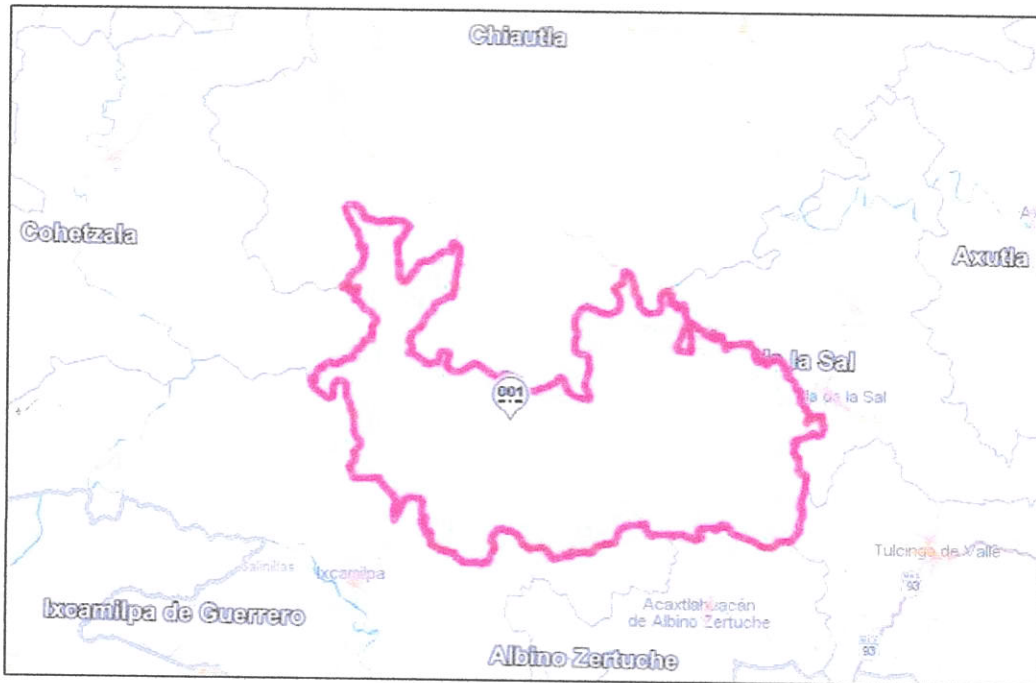 Chiautla
Cohetzala
A
Axutla
de la Sal
la de la Sal
001
Tulcingo de Valle
93
Salinitas
Ixcamilpa
Ixcamilpa de Guerrero
Acaxtlahuacán
de Albino Zertuche
93
Albino Zertuche